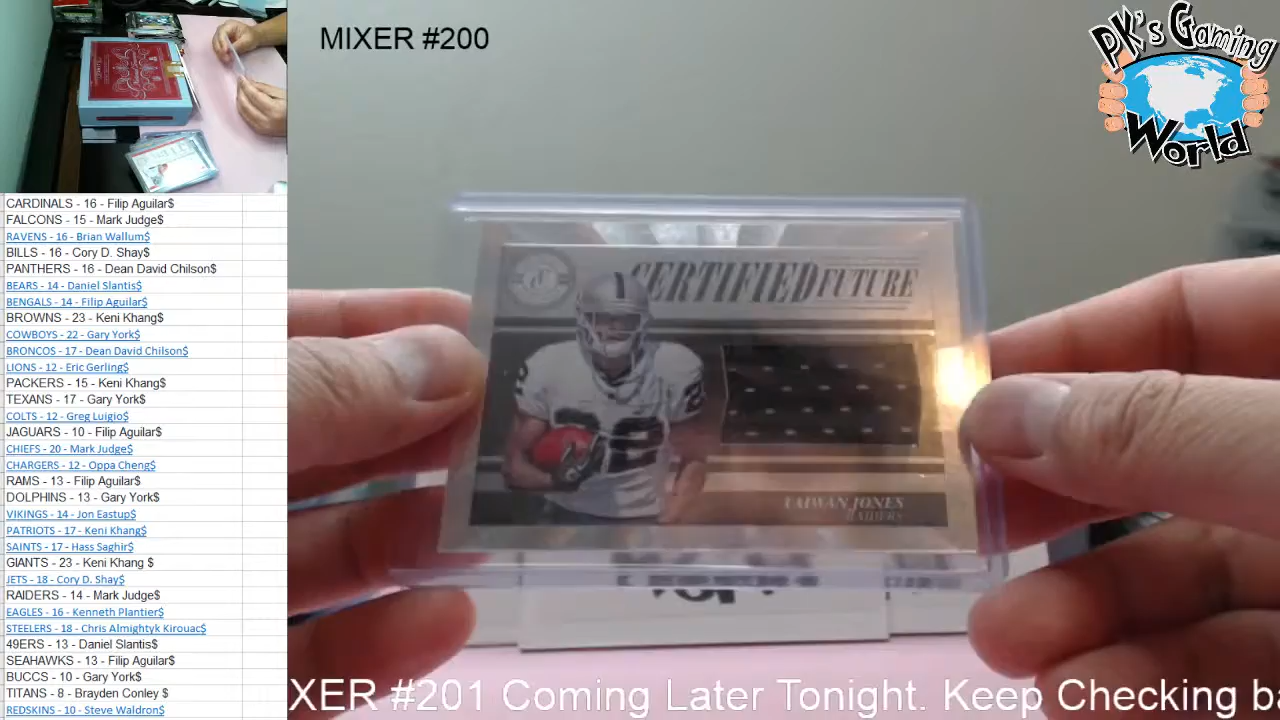 MIXER #200
PK's Gaming
World
CARDINALS - 16 - Filip Aguilar$
FALCONS - 15 - Mark Judge$
RAVENS - 16 - Brian Wallum$
BILLS - 16 - Cory D. Shay$
PANTHERS - 16 - Dean David Chilson$
BEARS - 14 - Daniel Slantis$
BENGALS - 14 - Filip Aguilar$
BROWNS - 23 - Keni Khang$
COWBOYS - 22 - Gary York$
BRONCOS - 17 - Dean David Chilson$
LIONS - 12 - Eric Gerling$
PACKERS - 15 - Keni Khang$
TEXANS - 17 - Gary York$
COLTS - 12 - Greg Luigio$
JAGUARS - 10 - Filip Aguilar$
CHIEFS - 20 - Mark Judge$
CHARGERS - 12 - Oppa Cheng$
RAMS - 13 - Filip Aguilar$
DOLPHINS - 13 - Gary York$
VIKINGS - 14 - Jon Eastup$
PATRIOTS - 17 - Keni Khang$
SAINTS - 17 - Hass Saghir$
GIANTS - 23 - Keni Khang $
JETS - 18 - Cory D. Shay$
RAIDERS - 14 - Mark Judge$
EAGLES - 16 - Kenneth Plantier$
STEELERS - 18 - Chris Almightyk Kirouac$
49ERS - 13 - Daniel Slantis$
SEAHAWKS - 13 - Filip Aguilar$
BUCCS - 10 - Gary York$
TITANS - 8 - Brayden Conley $
REDSKINS - 10 - Steve Waldron$
CERTIFIED FUTURE
22
TAIWAN JONES
RAIDERS
XER #201 Coming Later Tonight. Keep Checking ba